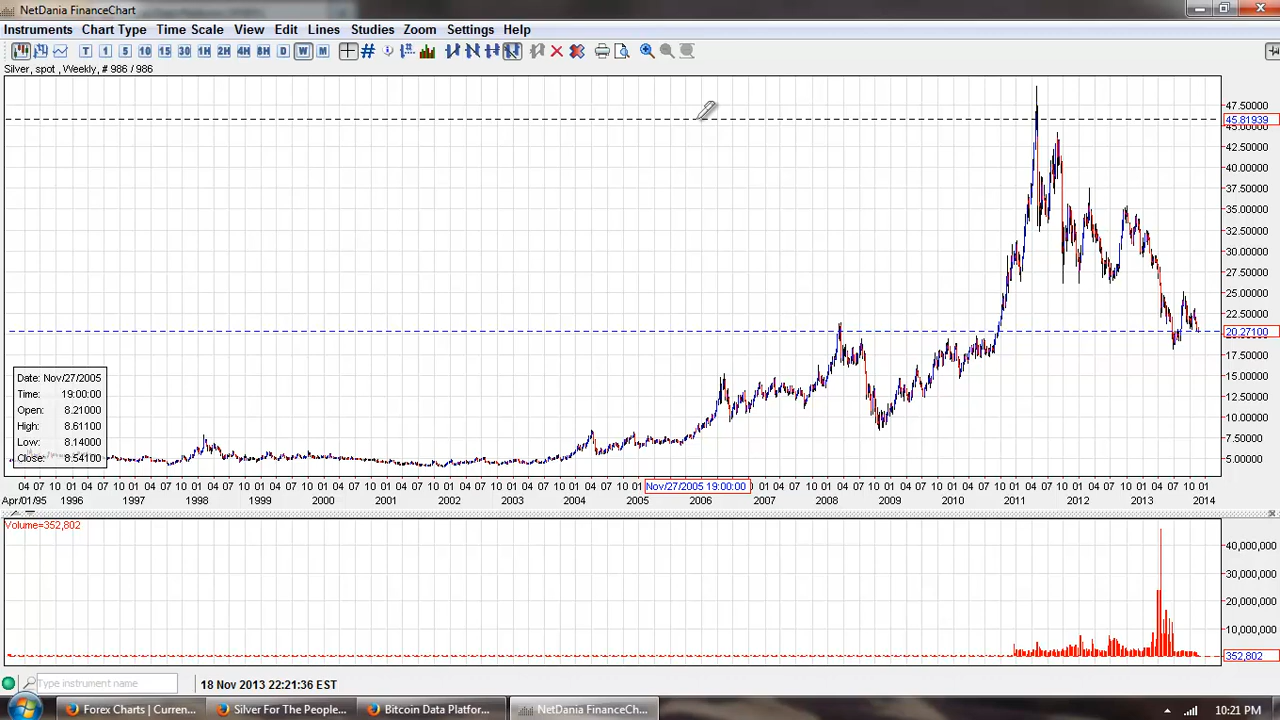 NetDania FinanceChart
Instruments Chart Type Time Scale View Edit Lines Studies Zoom Settings Help
T 1 5 10 15 30 1H 2H 4H 8H D W M
Silver, spot , Weekly, # 986 / 986
47.50000
45.81939
45.00000
42.50000
40.00000
37.50000
35.00000
32.50000
30.00000
27.50000
25.00000
22.50000
20.27100
17.50000
15.00000
12.50000
10.00000
7.50000
5.00000
Date: Nov/27/2005
Time: 19:00:00
Open: 8.21000
High: 8.61100
Low: 8.14000
Close: 8.54100
04 07 10 01 04 07 10 01 04 07 10 01 04 07 10 01 04 07 10 01 04 07 10 01 04 07 10 01 04 07 10 01 04 07 10 01 04 07 10 01 Nov/27/2005 19:00:00 04 07 10 01 04 07 10 01 04 07 10 01 04 07 10 01 04 07 10 01 04 07 10 01 04 07 10 01
Apr/01/95 1996 1997 1998 1999 2000 2001 2002 2003 2004 2005 2006 2007 2008 2009 2010 2011 2012 2013 2014
Volume=352,802
40,000,000
30,000,000
20,000,000
10,000,000
352,802
Type instrument name
18 Nov 2013 22:21:36 EST
Forex Charts | Curren... Silver For The People... Bitcoin Data Platfor... NetDania FinanceCh... 10:21 PM